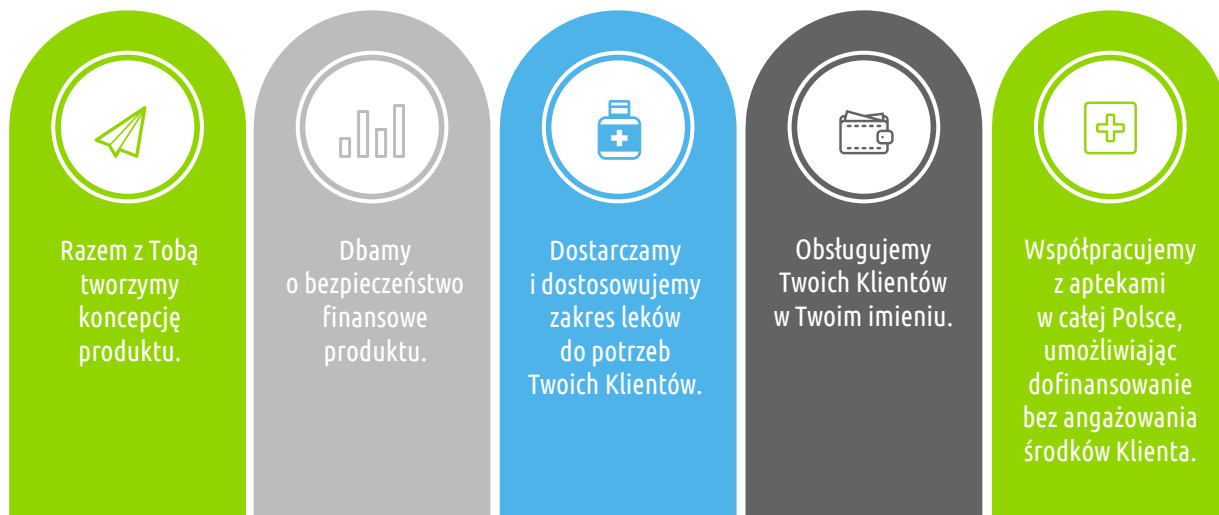 Razem z Tobą
tworzymy
koncepcję
produktu.
Dbamy
o bezpieczeństwo
finansowe
produktu.
Dostarczamy
i dostosowujemy
zakres leków
do potrzeb
Twoich Klientów.
Obsługujemy
Twoich Klientów
w Twoim imieniu.
Współpracujemy
z aptekami
w całej Polsce,
umożliwiając
dofinansowanie
bez angażowania
środków Klienta.